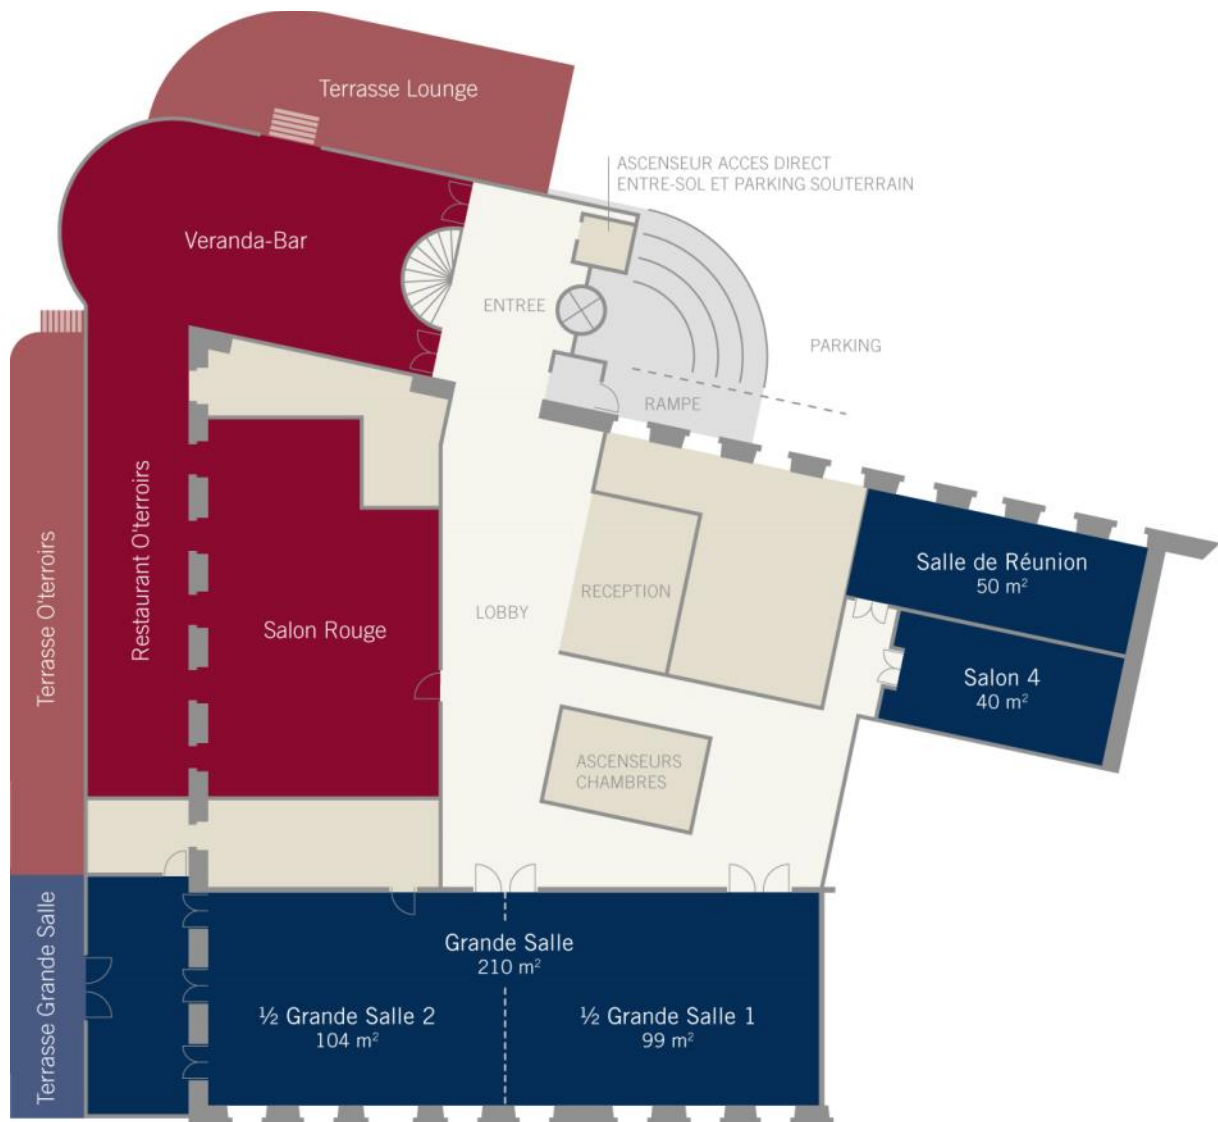 Terrasse Lounge
ASCENSEUR ACCES DIRECT
ENTRE-SOL ET PARKING SOUTERRAIN
Veranda-Bar
ENTREE
PARKING
RAMPE
Restaurant O'terroirs
Terrasse O'terroirs
Salon Rouge
LOBBY
RECEPTION
Salle de Réunion
50 m²
Salon 4
40 m²
ASCENSEURS
CHAMBRES
Terrasse Grande Salle
Grande Salle
210 m²
½ Grande Salle 2
104 m²
½ Grande Salle 1
99 m²